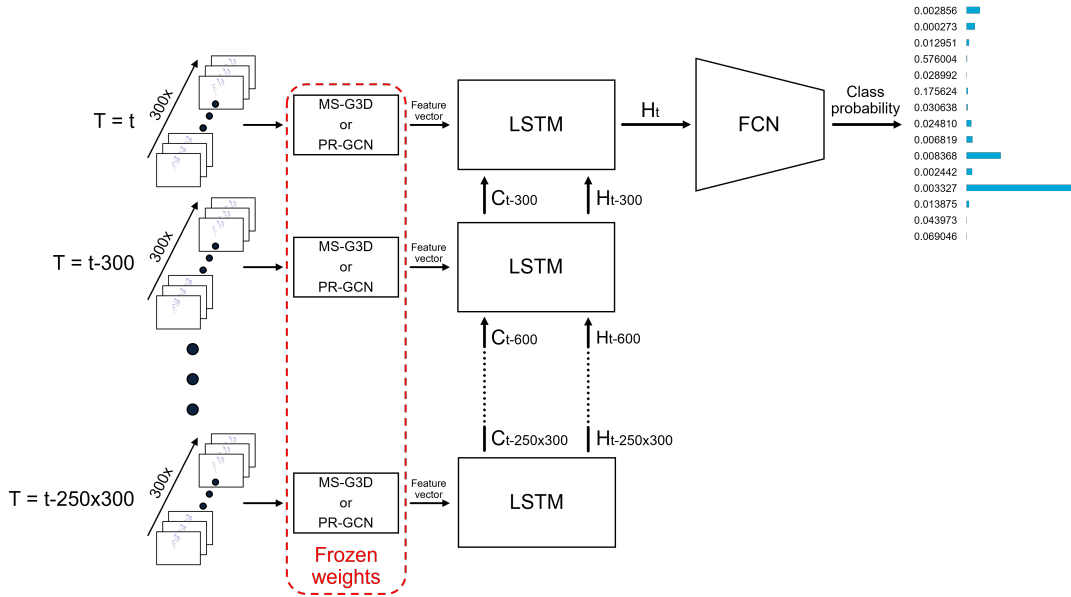 T = t
300x
MS-G3D
or
PR-GCN
Feature
vector
LSTM
Ht
FCN
Class
probability
0.002856
0.000273
0.012951
0.576004
0.028992
0.175624
0.030638
0.024810
0.006819
0.008368
0.002442
0.003327
0.013875
0.043973
0.069046
Ct-300
Ht-300
T = t-300
300x
MS-G3D
or
PR-GCN
Feature
vector
LSTM
Ct-600
Ht-600
Ct-250x300
Ht-250x300
T = t-250x300
300x
MS-G3D
or
PR-GCN
Feature
vector
LSTM
Frozen
weights